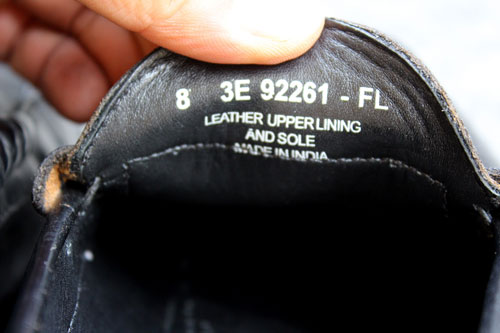 8 3E 92261 - FL
LEATHER UPPER LINING
AND SOLE
MADE IN INDIA